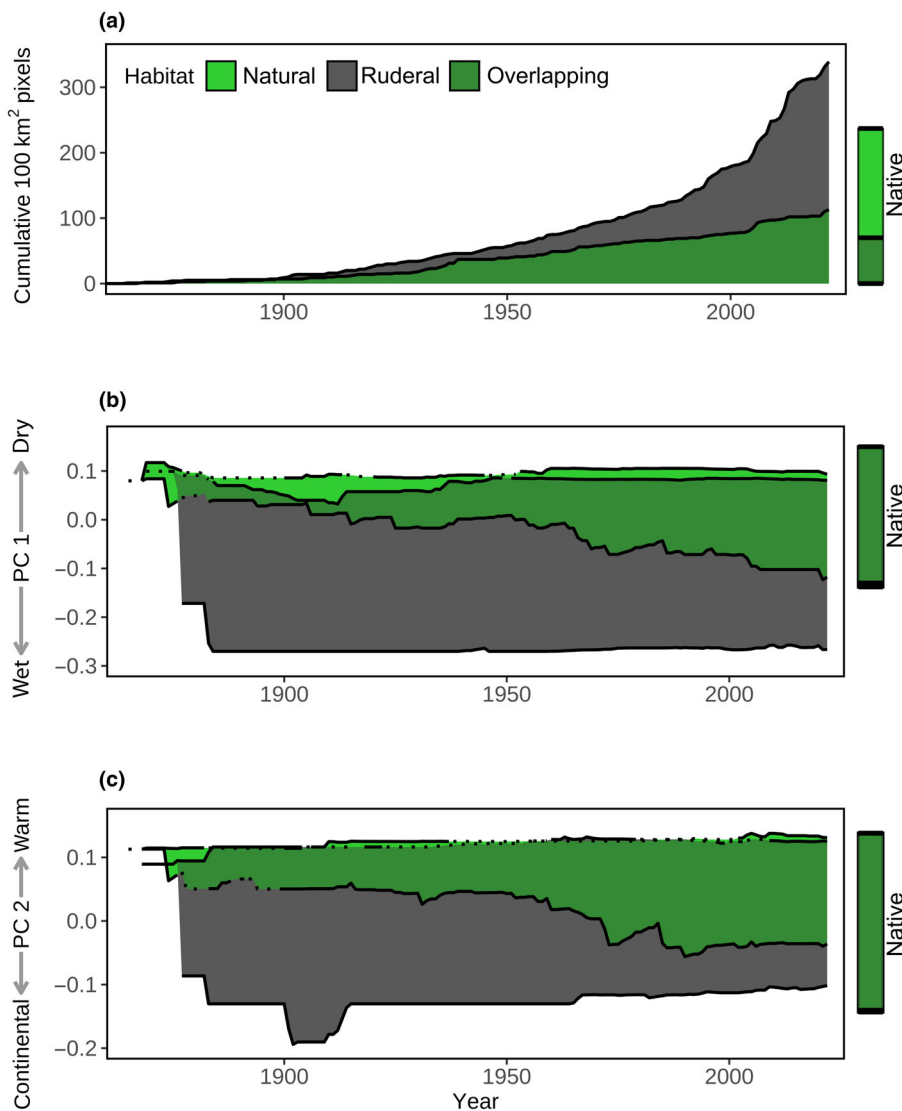 (a)
Habitat Natural Ruderal Overlapping
Cumulative 100 km² pixels
300
200
100
0
1900 1950 2000
Native
(b)
Wet PC 1 Dry
0.1
0.0
−0.1
−0.2
−0.3
1900 1950 2000
Native
(c)
Continental PC 2 Warm
0.1
0.0
−0.1
−0.2
1900 1950 2000
Year
Native